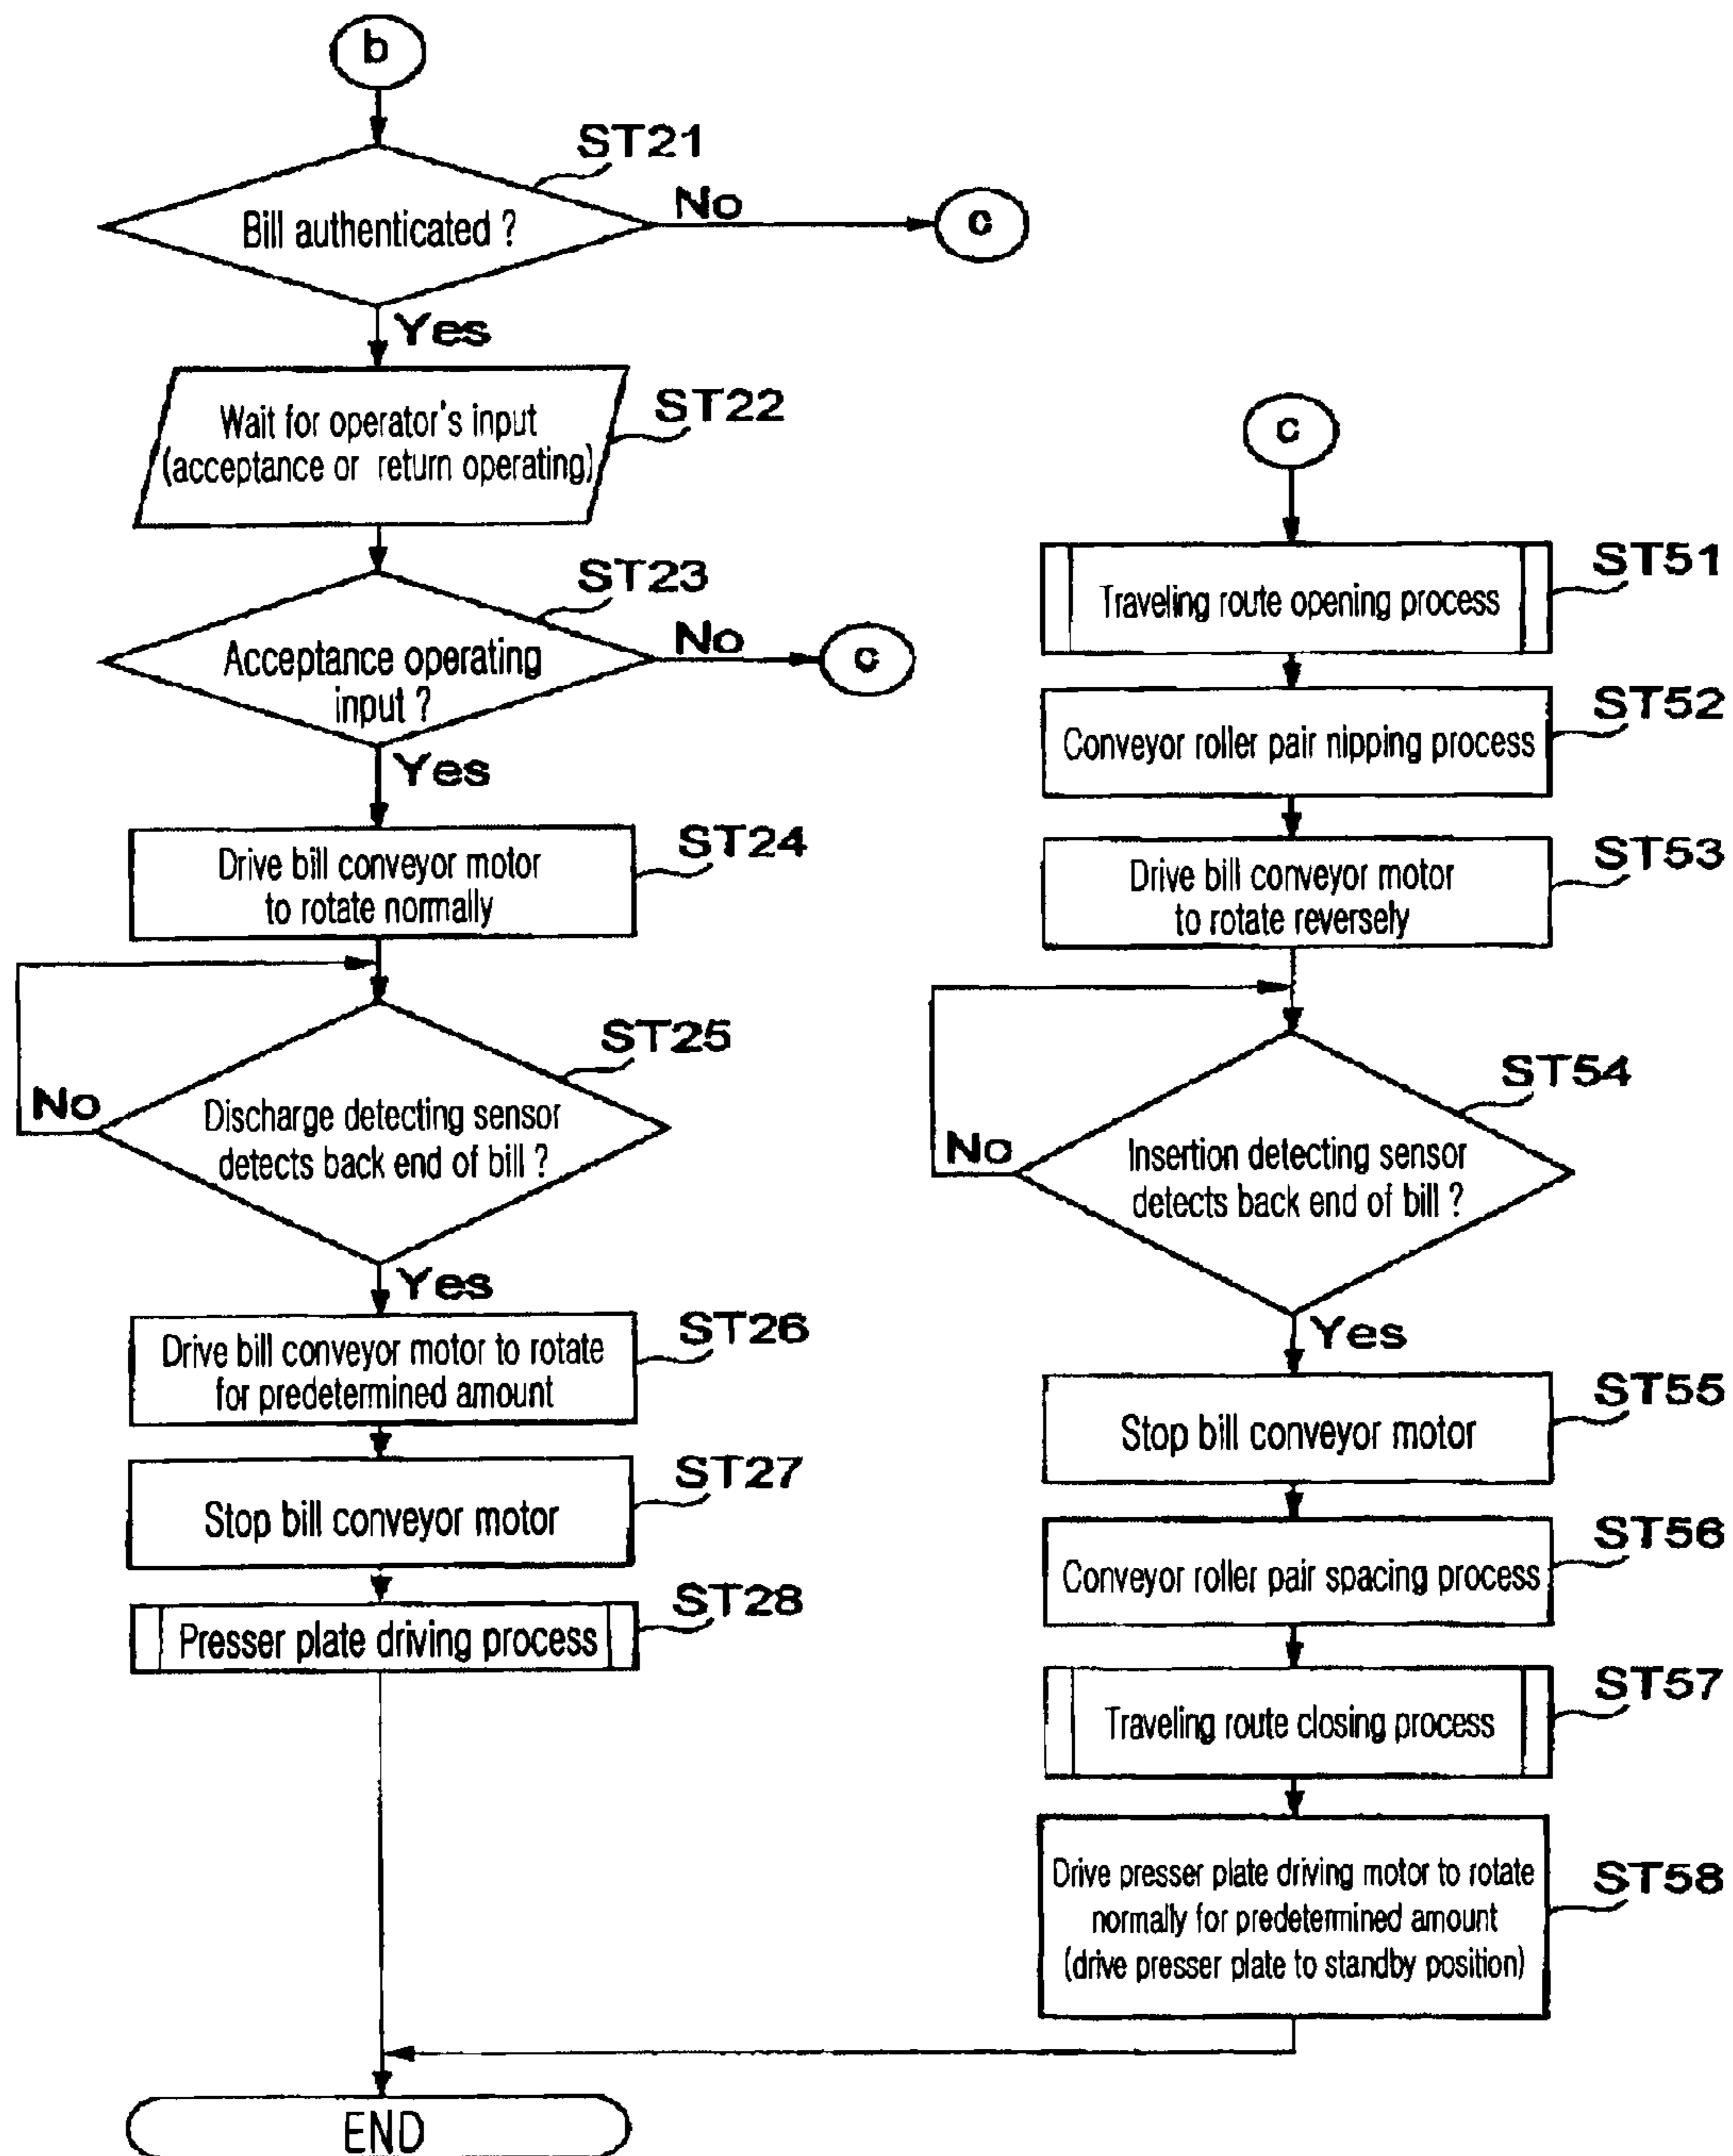 b
ST21
Bill authenticated ?
No
c
Yes
ST22
Wait for operator's input
(acceptance or return operating)
ST23
Acceptance operating
input ?
No
c
Yes
ST24
Drive bill conveyor motor
to rotate normally
ST25
No
Discharge detecting sensor
detects back end of bill ?
Yes
ST26
Drive bill conveyor motor to rotate
for predetermined amount
ST27
Stop bill conveyor motor
ST28
Presser plate driving process
c
ST51
Traveling route opening process
ST52
Conveyor roller pair nipping process
ST53
Drive bill conveyor motor
to rotate reversely
ST54
No
Insertion detecting sensor
detects back end of bill ?
Yes
ST55
Stop bill conveyor motor
ST56
Conveyor roller pair spacing process
ST57
Traveling route closing process
ST58
Drive presser plate driving motor to rotate
normally for predetermined amount
(drive presser plate to standby position)
END